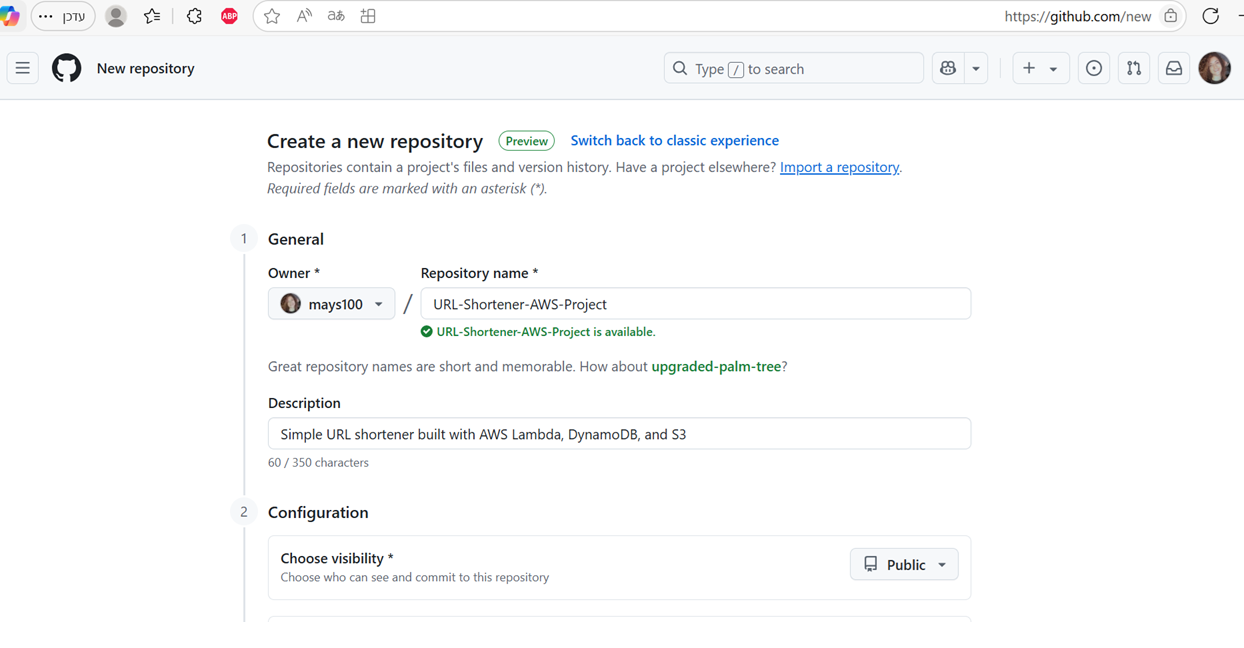 עדכן
ABP
https://github.com/new
New repository
Type / to search
Create a new repository Preview Switch back to classic experience
Repositories contain a project's files and version history. Have a project elsewhere? Import a repository.
Required fields are marked with an asterisk (*).
1 General
Owner * Repository name *
mays100 / URL-Shortener-AWS-Project
URL-Shortener-AWS-Project is available.
Great repository names are short and memorable. How about upgraded-palm-tree?
Description
Simple URL shortener built with AWS Lambda, DynamoDB, and S3
60 / 350 characters
2 Configuration
Choose visibility *
Public
Choose who can see and commit to this repository